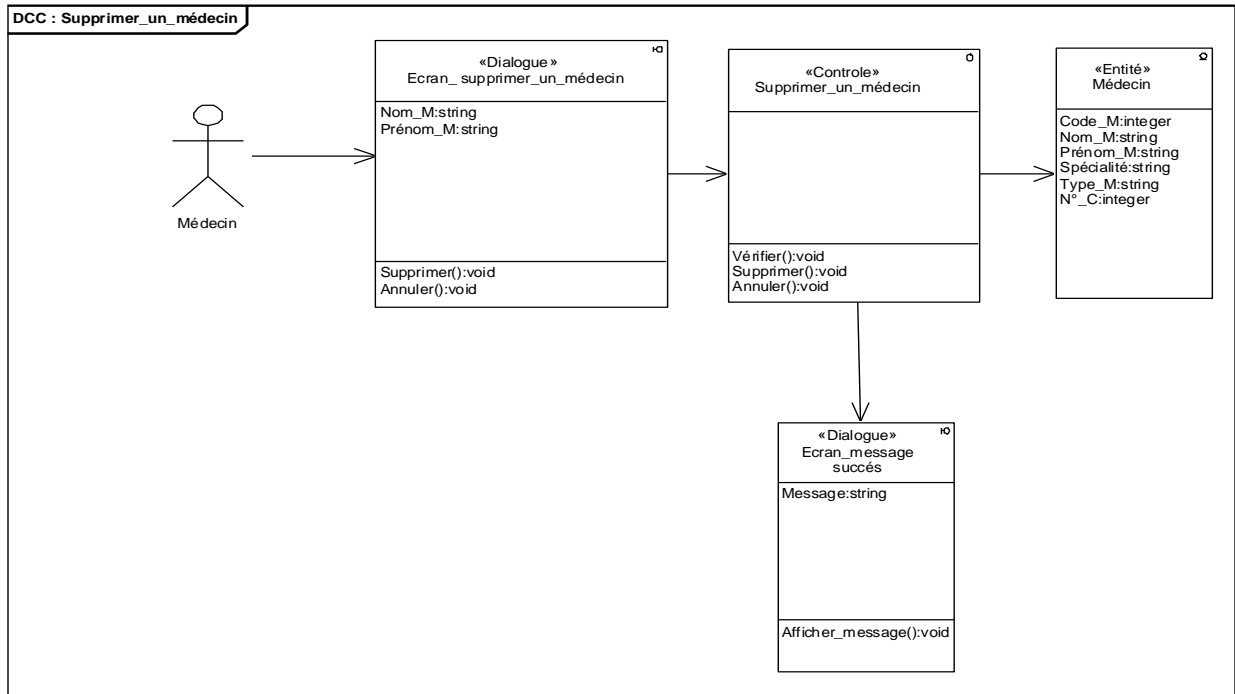 DCC : Supprimer_un_médecin
Médecin
«Dialogue»
Ecran_ supprimer_un_médecin
Nom_M:string
Prénom_M:string
Supprimer():void
Annuler():void
«Controle»
Supprimer_un_médecin
Vérifier():void
Supprimer():void
Annuler():void
«Entité»
Médecin
Code_M:integer
Nom_M:string
Prénom_M:string
Spécialité:string
Type_M:string
N°_C:integer
«Dialogue»
Ecran_message
succés
Message:string
Afficher_message():void